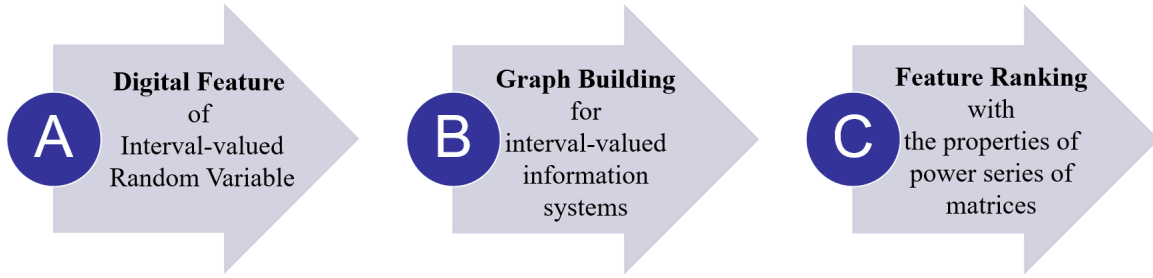 A
Digital Feature
of
Interval-valued
Random Variable
B
Graph Building
for
interval-valued
information
systems
C
Feature Ranking
with
the properties of
power series of
matrices